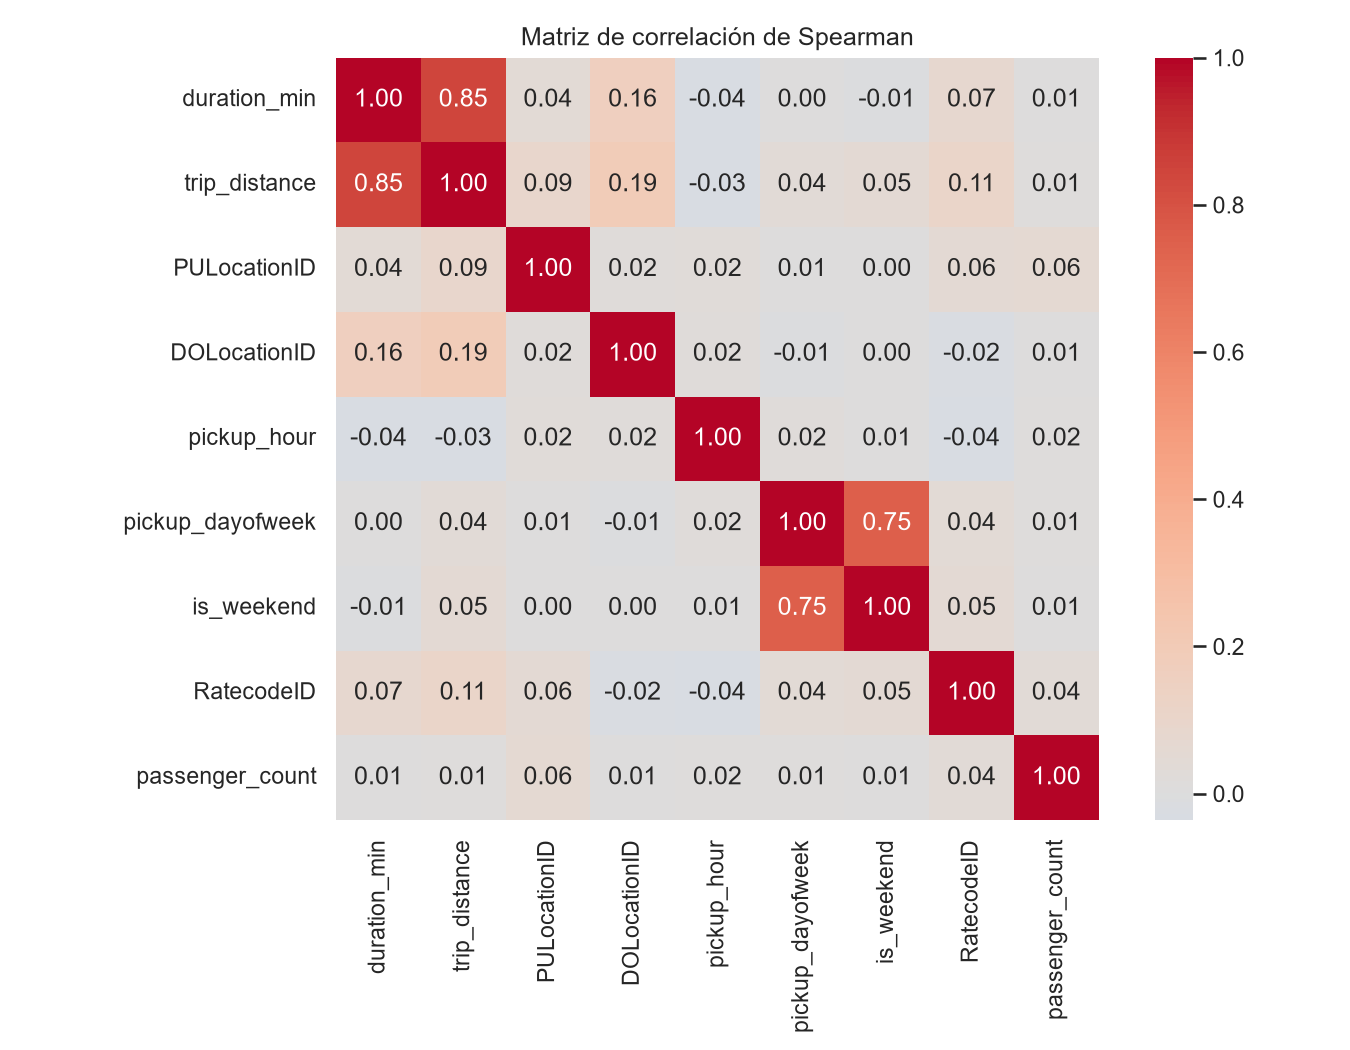 Matriz de correlación de Spearman
duration_min 1.00 0.85 0.04 0.16 -0.04 0.00 -0.01 0.07 0.01
trip_distance 0.85 1.00 0.09 0.19 -0.03 0.04 0.05 0.11 0.01
PULocationID 0.04 0.09 1.00 0.02 0.02 0.01 0.00 0.06 0.06
DOLocationID 0.16 0.19 0.02 1.00 0.02 -0.01 0.00 -0.02 0.01
pickup_hour -0.04 -0.03 0.02 0.02 1.00 0.02 0.01 -0.04 0.02
pickup_dayofweek 0.00 0.04 0.01 -0.01 0.02 1.00 0.75 0.04 0.01
is_weekend -0.01 0.05 0.00 0.00 0.01 0.75 1.00 0.05 0.01
RatecodeID 0.07 0.11 0.06 -0.02 -0.04 0.04 0.05 1.00 0.04
passenger_count 0.01 0.01 0.06 0.01 0.02 0.01 0.01 0.04 1.00
duration_min
trip_distance
PULocationID
DOLocationID
pickup_hour
pickup_dayofweek
is_weekend
RatecodeID
passenger_count
1.0
0.8
0.6
0.4
0.2
0.0